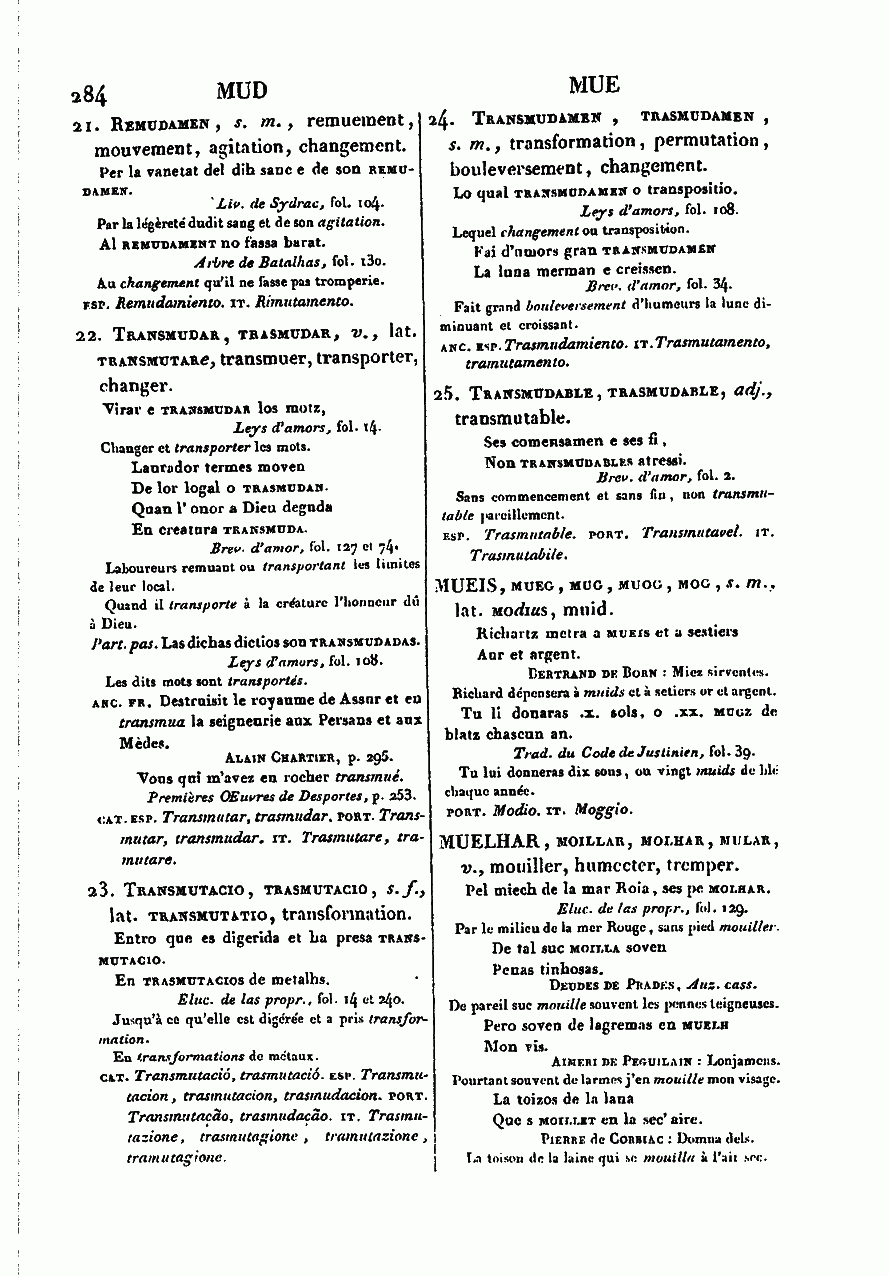 284 MUD MUE
21. REMUDAMEN, s. m., remuement,
mouvement, agitation, changement.
Per la vanetat del dih sanc e de son REMU-
DAMEN.
Liv. de Sydrac, fol. 104.
Par la légèreté dudit sang et de son agitation.
Al REMUDAMENT no fassa barat.
Arbre de Batalhas, fol. 130.
Au changement qu'il ne fasse pas tromperie.
ESP. Remudamiento. IT. Rimutamento.
22. TRANSMUDAR, TRASMUDAR, v., lat.
TRANSMUTARe, transmuer, transporter,
changer.
Virar e TRANSMUDAR los motz,
Leys d'amors, fol. 14.
Changer et transporter les mots.
Laurador termes moven
De lor logal o TRASMUDAN.
Quan l'onor a Dieu deguda
En creatura TRANSMUDA.
Brev. d'amor, fol. 127 et 74.
Laboureurs remuant ou transportant les limites
de leur local.
Quand il transporte à la créature l'honneur dû
à Dieu.
Part. pas. Las dichas dictios son TRANSMUDADAS.
Leys d'amors, fol. 108.
Les dits mots sont transportés.
ANC. FR. Destruisit le royaume de Assur et en
transmua la seigneurie aux Persans et aux
Mèdes.
ALAIN CHARTIER, p. 295.
Vous qui m'avez en rocher transmué.
Premières Œuvres de Desportes, p. 253.
CAT. ESP. Transmutar, trasmudar. PORT. Trans-
mutar, transmudar. IT. Trasmutare, tra-
mutare.
23. TRANSMUTACIO, TRASMUTACIO, s. f.,
lat. TRANSMUTATIO, transformation.
Entro que es digerida et ha presa TRANS-
MUTACIO.
En TRASMUTACIOS de metalhs.
Eluc. de las propr., fol. 14 et 240.
Jusqu'à ce qu'elle est digérée et a pris transfor-
mation.
En transformations de métaux.
CAT. Transmutació, trasmutació. ESP. Transmu-
tacion, trasmutacion, trasmudacion. PORT.
Transmutação, trasmudação. IT. Trasmu-
tazione, trasmutagione, tramutazione,
tramutagione.
24. TRANSMUDAMEN, TRASMUDAMEN,
s. m., transformation, permutation,
bouleversement, changement.
Lo qual TRANSMUDAMEN o transpositio.
Leys d'amors, fol. 108.
Lequel changement ou transposition.
Fai d'umors gran TRANSMUDAMEN
La luna merman e creissen.
Brev. d'amor, fol. 34.
Fait grand bouleversement d'humeurs la lune di-
minuant et croissant.
ANC. ESP. Trasmudamiento. IT. Trasmutamento,
tramutamento.
25. TRANSMUDABLE, TRASMUDABLE, adj.,
transmutable.
Ses comensamen e ses fi,
Non TRANSMUDABLES atressi.
Brev. d'amor, fol. 2.
Sans commencement et sans fin, non transmu-
table pareillement.
ESP. Trasmutable. PORT. Transmutavel. IT.
Trasmutabile.
MUEIS, MUEG, MUG, MUOG, MOG, s. m.,
lat. MODIUS, muid.
Richartz metra a MUEIS et a sestiers
Aur et argent.
BERTRAND DE BORN : Miez sirventes.
Richard dépensera à muids et à setiers or et argent.
Tu li donaras .X. sols, o .XX. MUGZ de
blatz chascun an.
Trad. du Code de Justinien, fol. 39.
Tu lui donneras dix sous, ou vingt muids de blé
chaque année.
PORT. Modio. IT. Moggio.
MUELHAR, MOILLAR, MOLHAR, MULAR,
v., mouiller, humecter, tremper.
Pel miech de la mar Roia, ses pe MOLHAR.
Eluc. de las propr., fol. 129.
Par le milieu de la mer Rouge, sans pied mouiller.
De tal suc MOILLA soven
Penas tinhosas.
DEUDES DE PRADES, Auz. cass.
De pareil suc mouille souvent les pennes teigneuses.
Pero soven de lagremas en MUELH
Mon vis.
AIMERI DE PEGUILAIN : Lonjamens.
Pourtant souvent de larmes j'en mouille mon visage.
La toizos de la lana
Que s MOILLET en la sec' aire.
PIERRE DE CORBIAC : Domna dels.
La toison de la laine qui se mouilla à l'air sec.